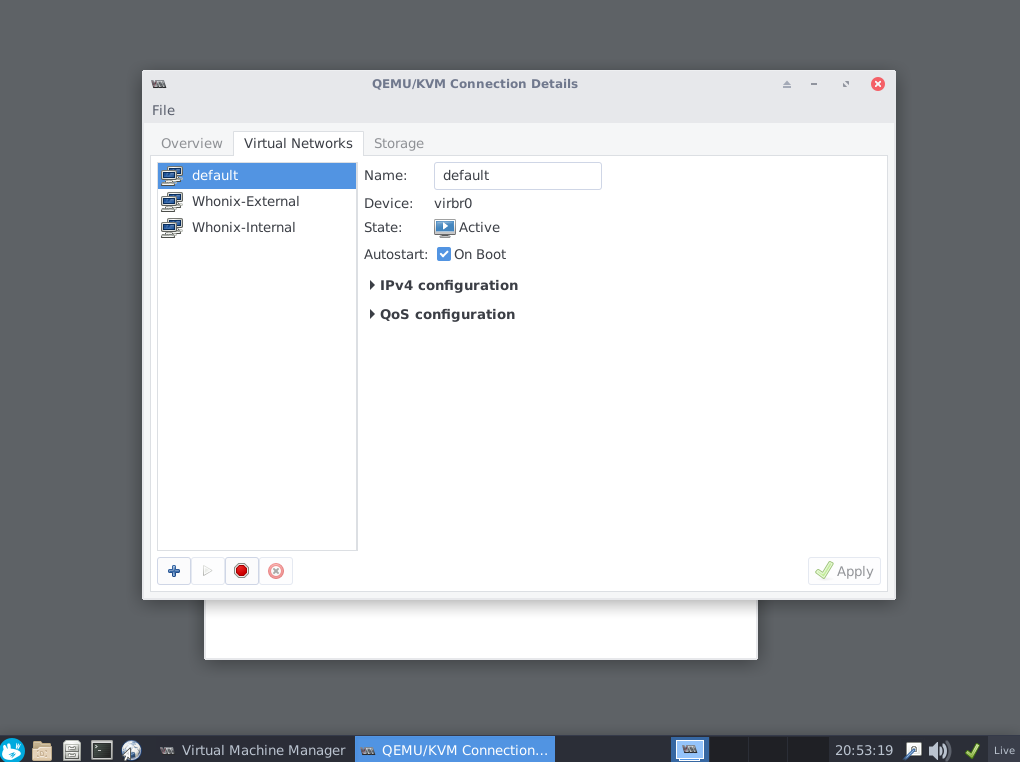 QEMU/KVM Connection Details
File
Overview Virtual Networks Storage
default
Whonix-External
Whonix-Internal
Name: default
Device: virbr0
State: Active
Autostart: On Boot
IPv4 configuration
QoS configuration
Apply
Virtual Machine Manager QEMU/KVM Connection... 20:53:19 Live